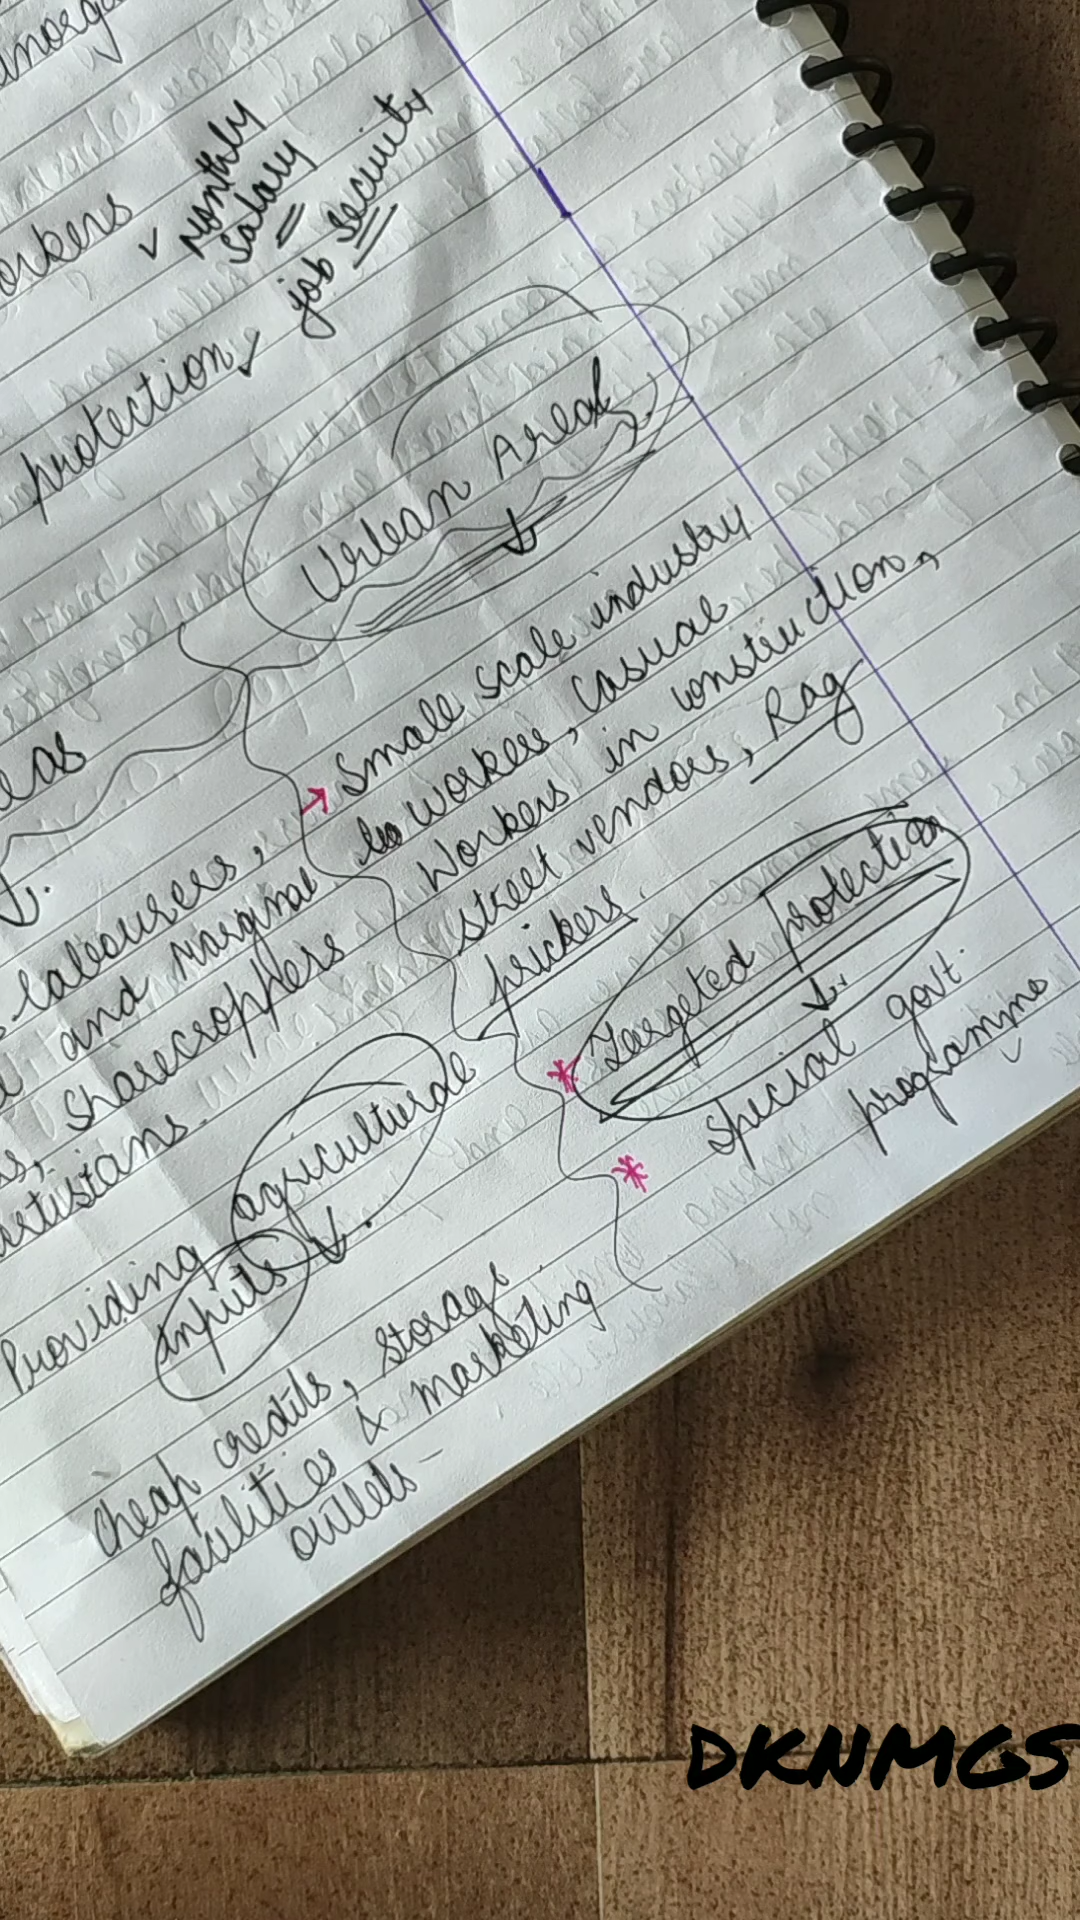 workers
✓ Monthly
Salary
protection ✓ job security
Urban Areas
↓
→ Small scale industry
workers, casual
workers in construction,
street vendors, Rag
prickers.
* Targeted protection
↓
special govt.
programme
*
labourers,
and Marginal
Sharecroppers
artistians.
Providing agricultural
inputs ↓.
cheap credits, storage
facilities & marketing
outlets -
DKNMGS